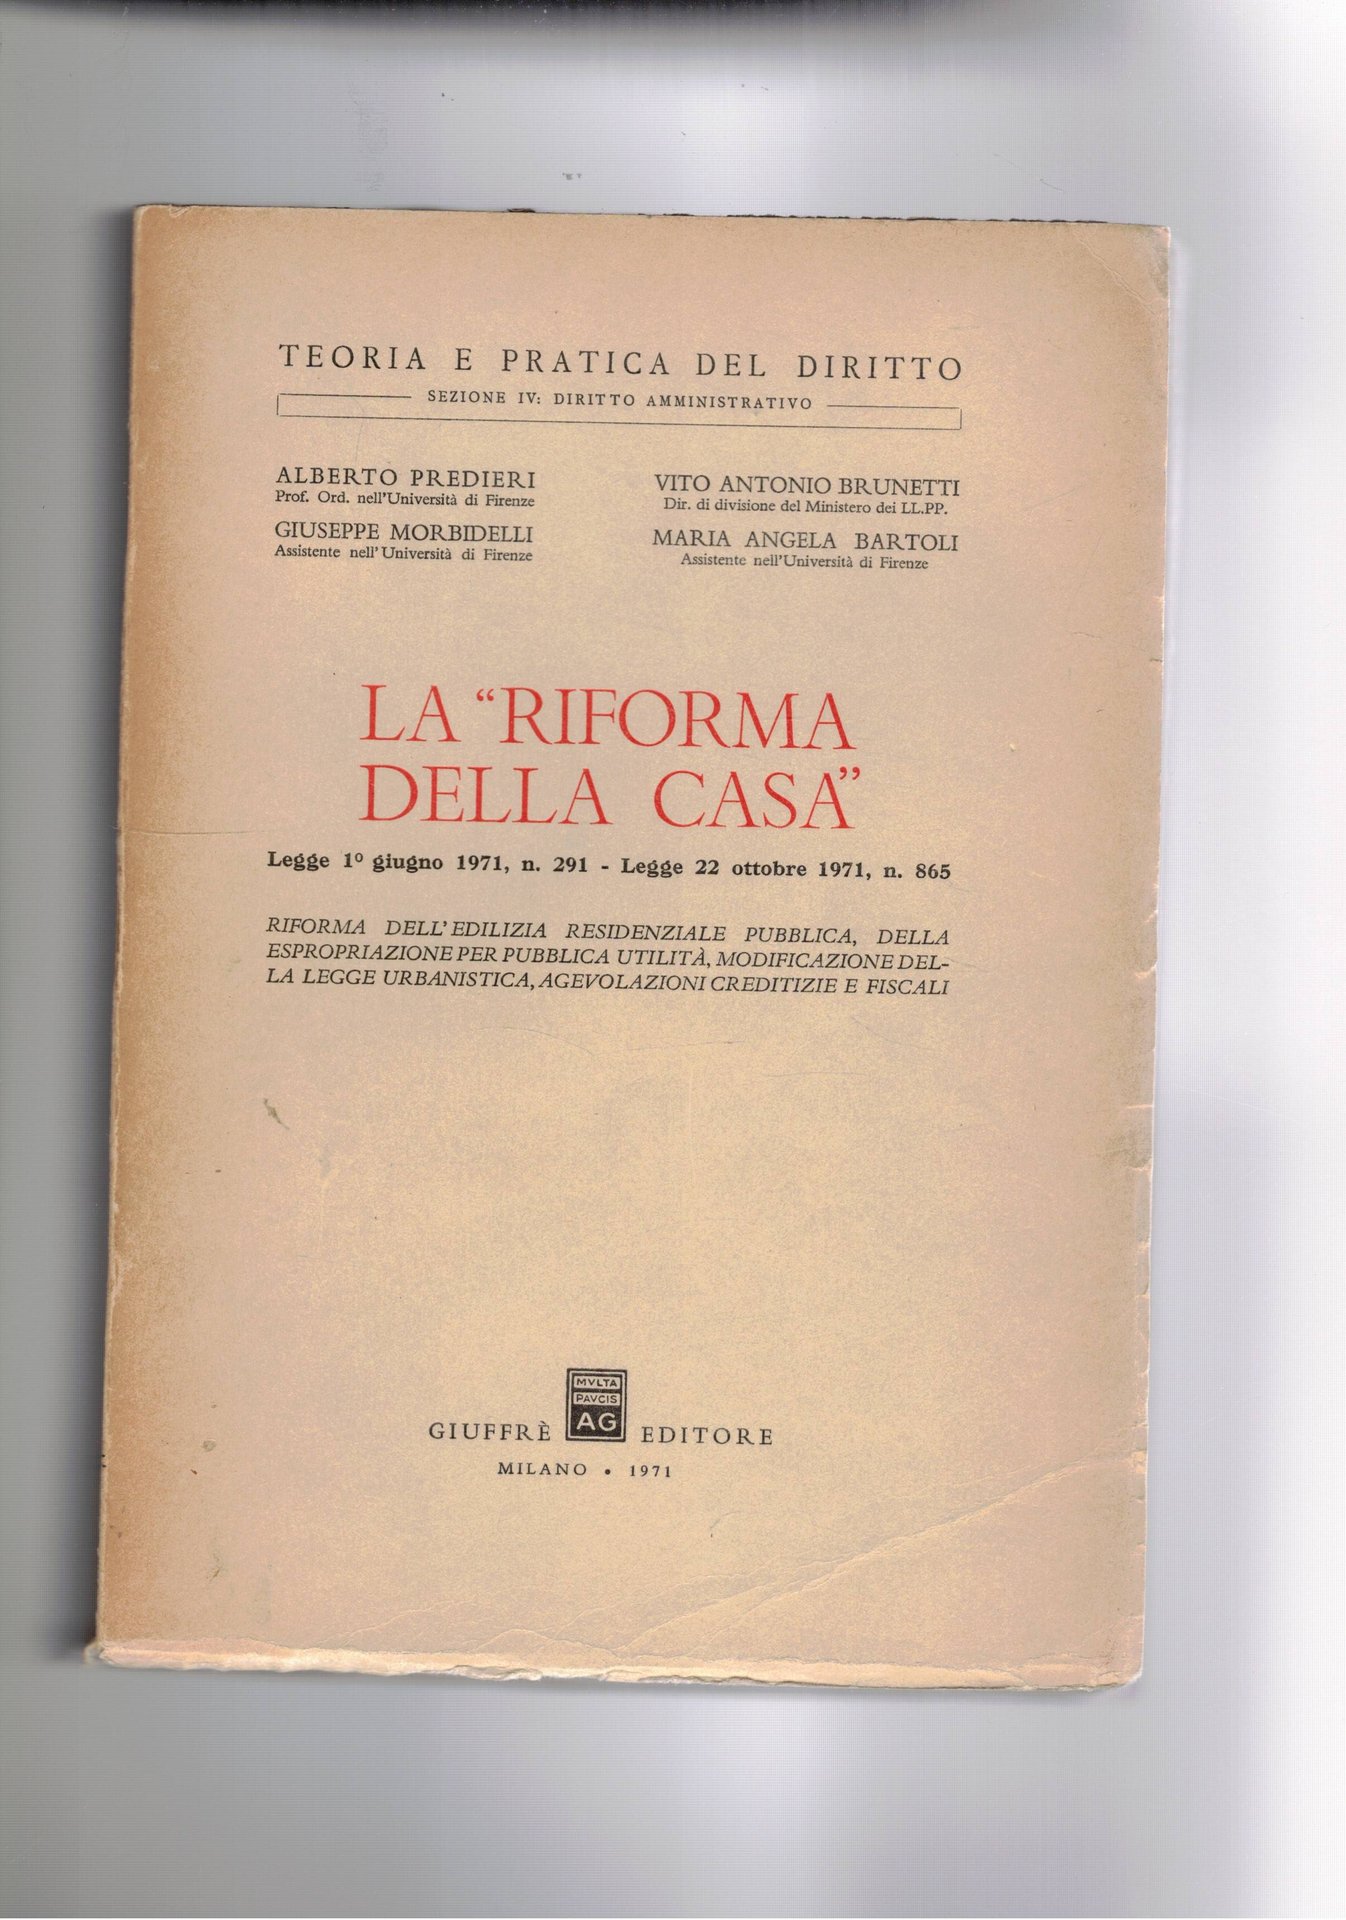 TEORIA E PRATICA DEL DIRITTO
SEZIONE IV: DIRITTO AMMINISTRATIVO
ALBERTO PREDIERI
Prof. Ord. nell'Università di Firenze
GIUSEPPE MORBIDELLI
Assistente nell'Università di Firenze
VITO ANTONIO BRUNETTI
Dir. di divisione del Ministero dei LL.PP.
MARIA ANGELA BARTOLI
Assistente nell'Università di Firenze
LA “RIFORMA
DELLA CASA”
Legge 1º giugno 1971, n. 291 - Legge 22 ottobre 1971, n. 865
RIFORMA DELL'EDILIZIA RESIDENZIALE PUBBLICA, DELLA
ESPROPRIAZIONE PER PUBBLICA UTILITÀ, MODIFICAZIONE DEL-
LA LEGGE URBANISTICA, AGEVOLAZIONI CREDITIZIE E FISCALI
MVLTA
PAVCIS
AG
GIUFFRÈ EDITORE
MILANO • 1971